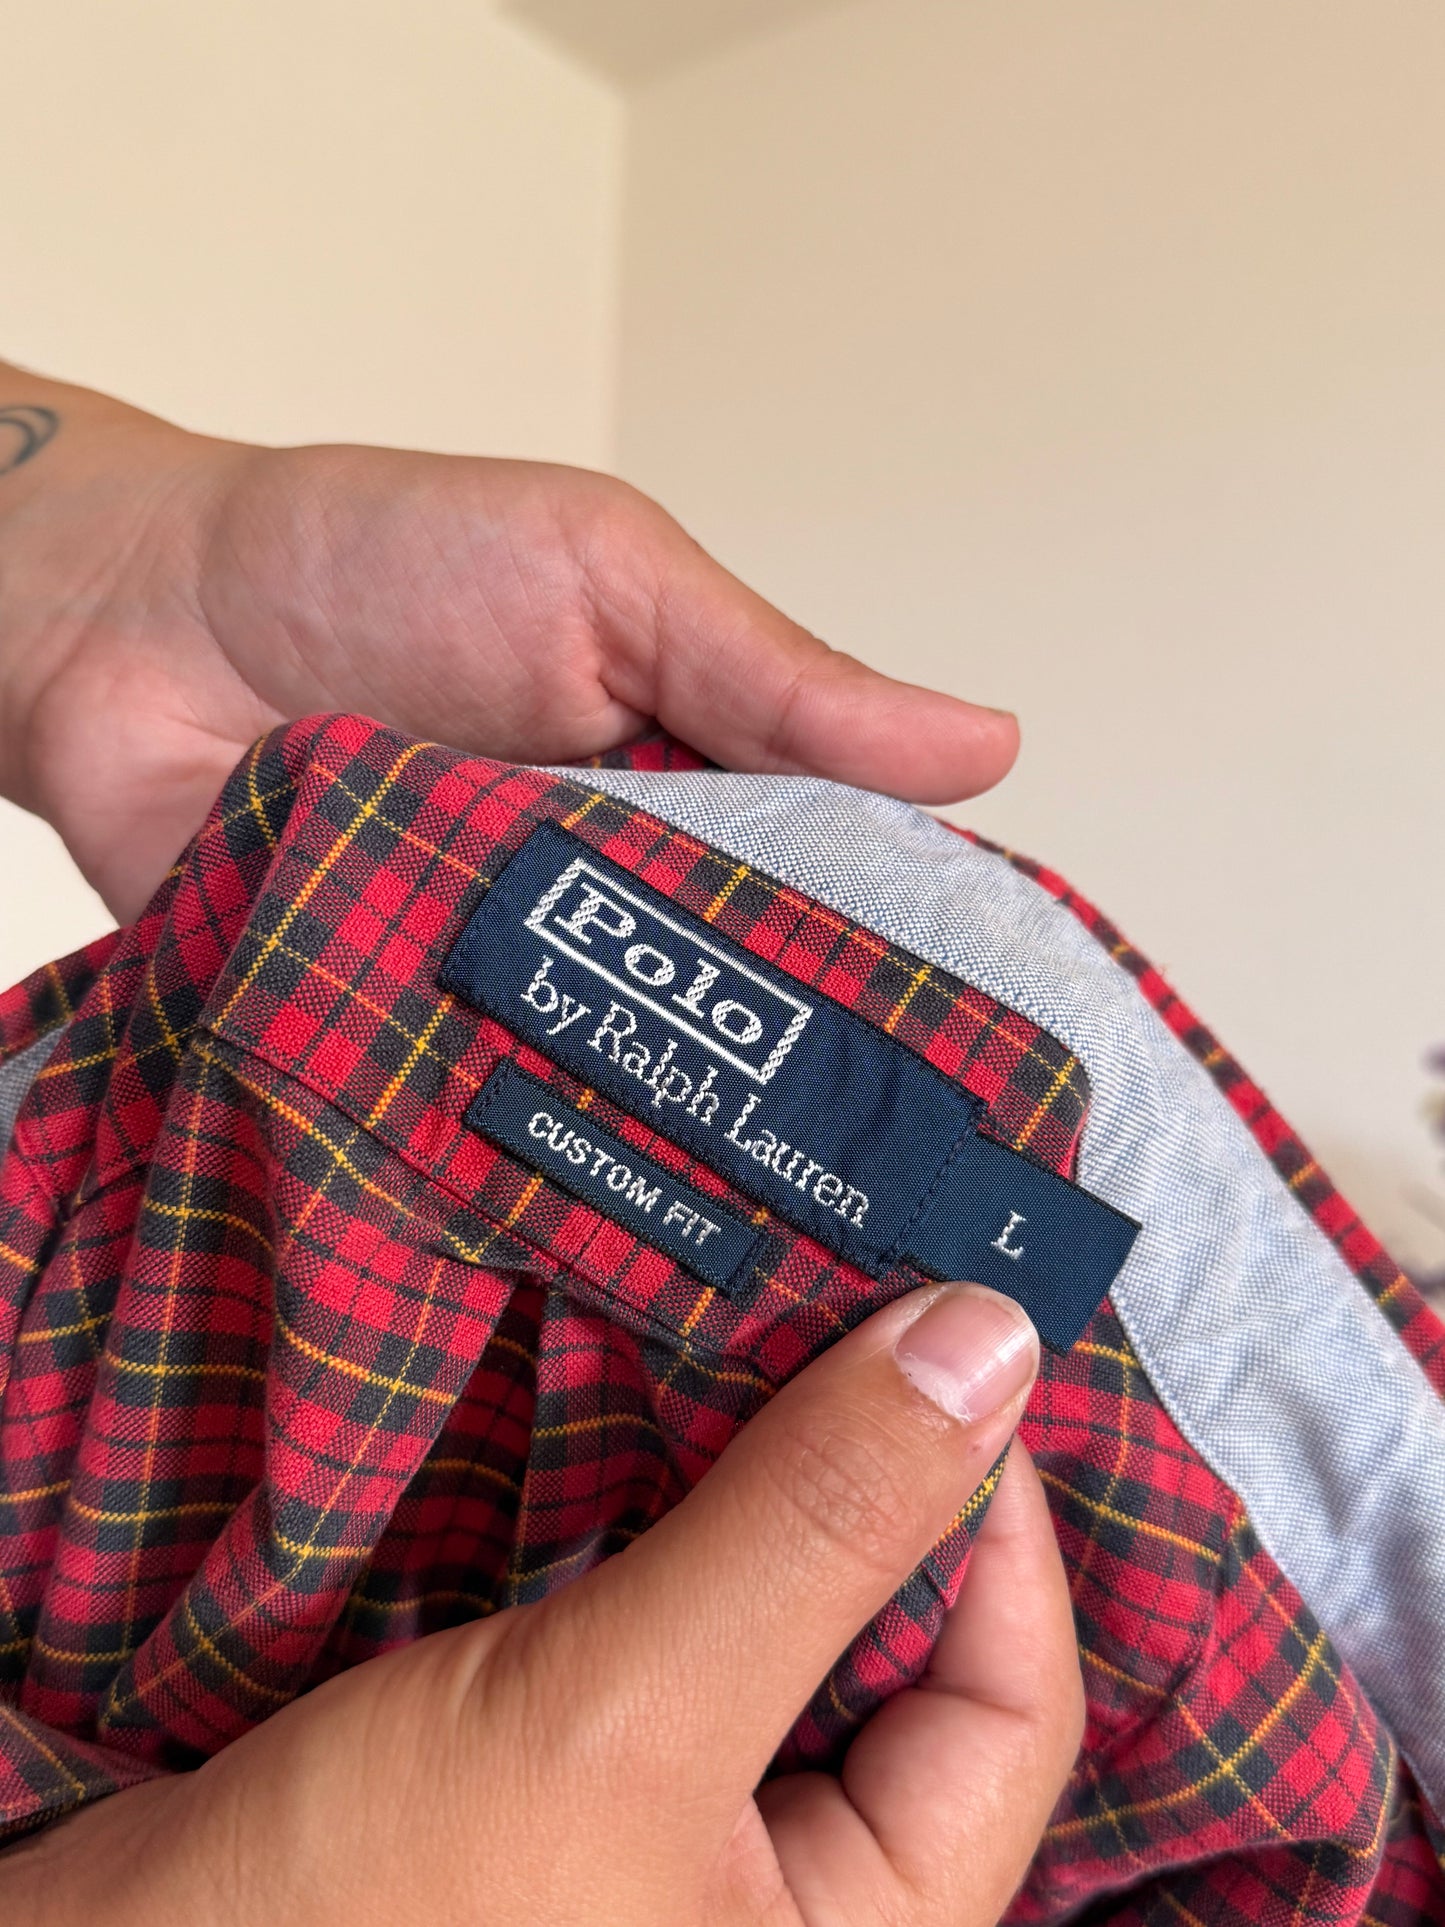 Polo
by Ralph Lauren
CUSTOM FIT
L